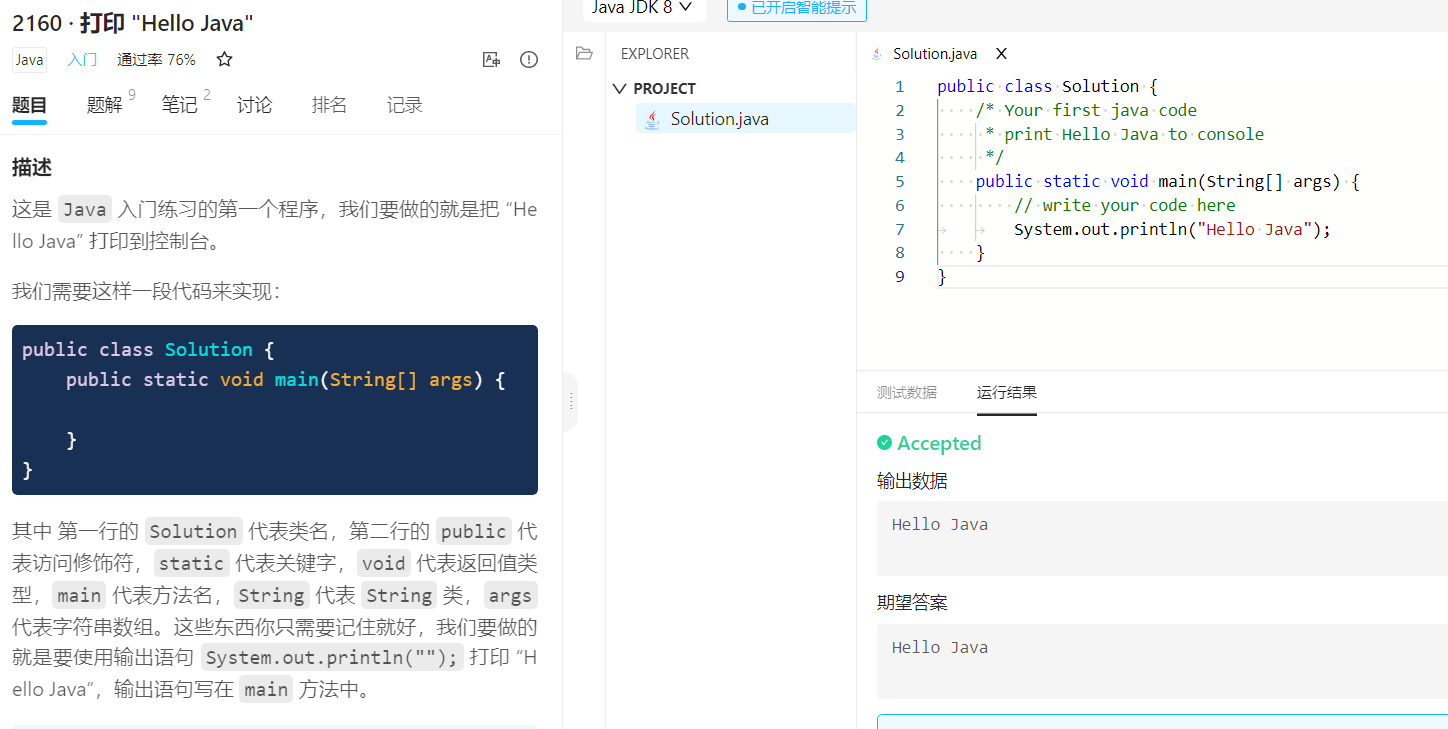 2160 · 打印 "Hello Java"
Java 入门 通过率 76%
题目 题解 9 笔记 2 讨论 排名 记录
描述
这是 Java 入门练习的第一个程序，我们要做的就是把 “He
llo Java” 打印到控制台。
我们需要这样一段代码来实现：
public class Solution {
    public static void main(String[] args) {
    }
}
其中 第一行的 Solution 代表类名，第二行的 public 代
表访问修饰符，static 代表关键字，void 代表返回值类
型，main 代表方法名，String 代表 String 类，args
代表字符串数组。这些东西你只需要记住就好，我们要做的
就是要使用输出语句 System.out.println(""); 打印 “H
ello Java”，输出语句写在 main 方法中。
Java JDK 8
已开启智能提示
EXPLORER
PROJECT
Solution.java
Solution.java X
1 public class Solution {
2     /* Your first java code
3      * print Hello Java to console
4      */
5     public static void main(String[] args) {
6         // write your code here
7         System.out.println("Hello Java");
8     }
9 }
测试数据 运行结果
Accepted
输出数据
Hello Java
期望答案
Hello Java